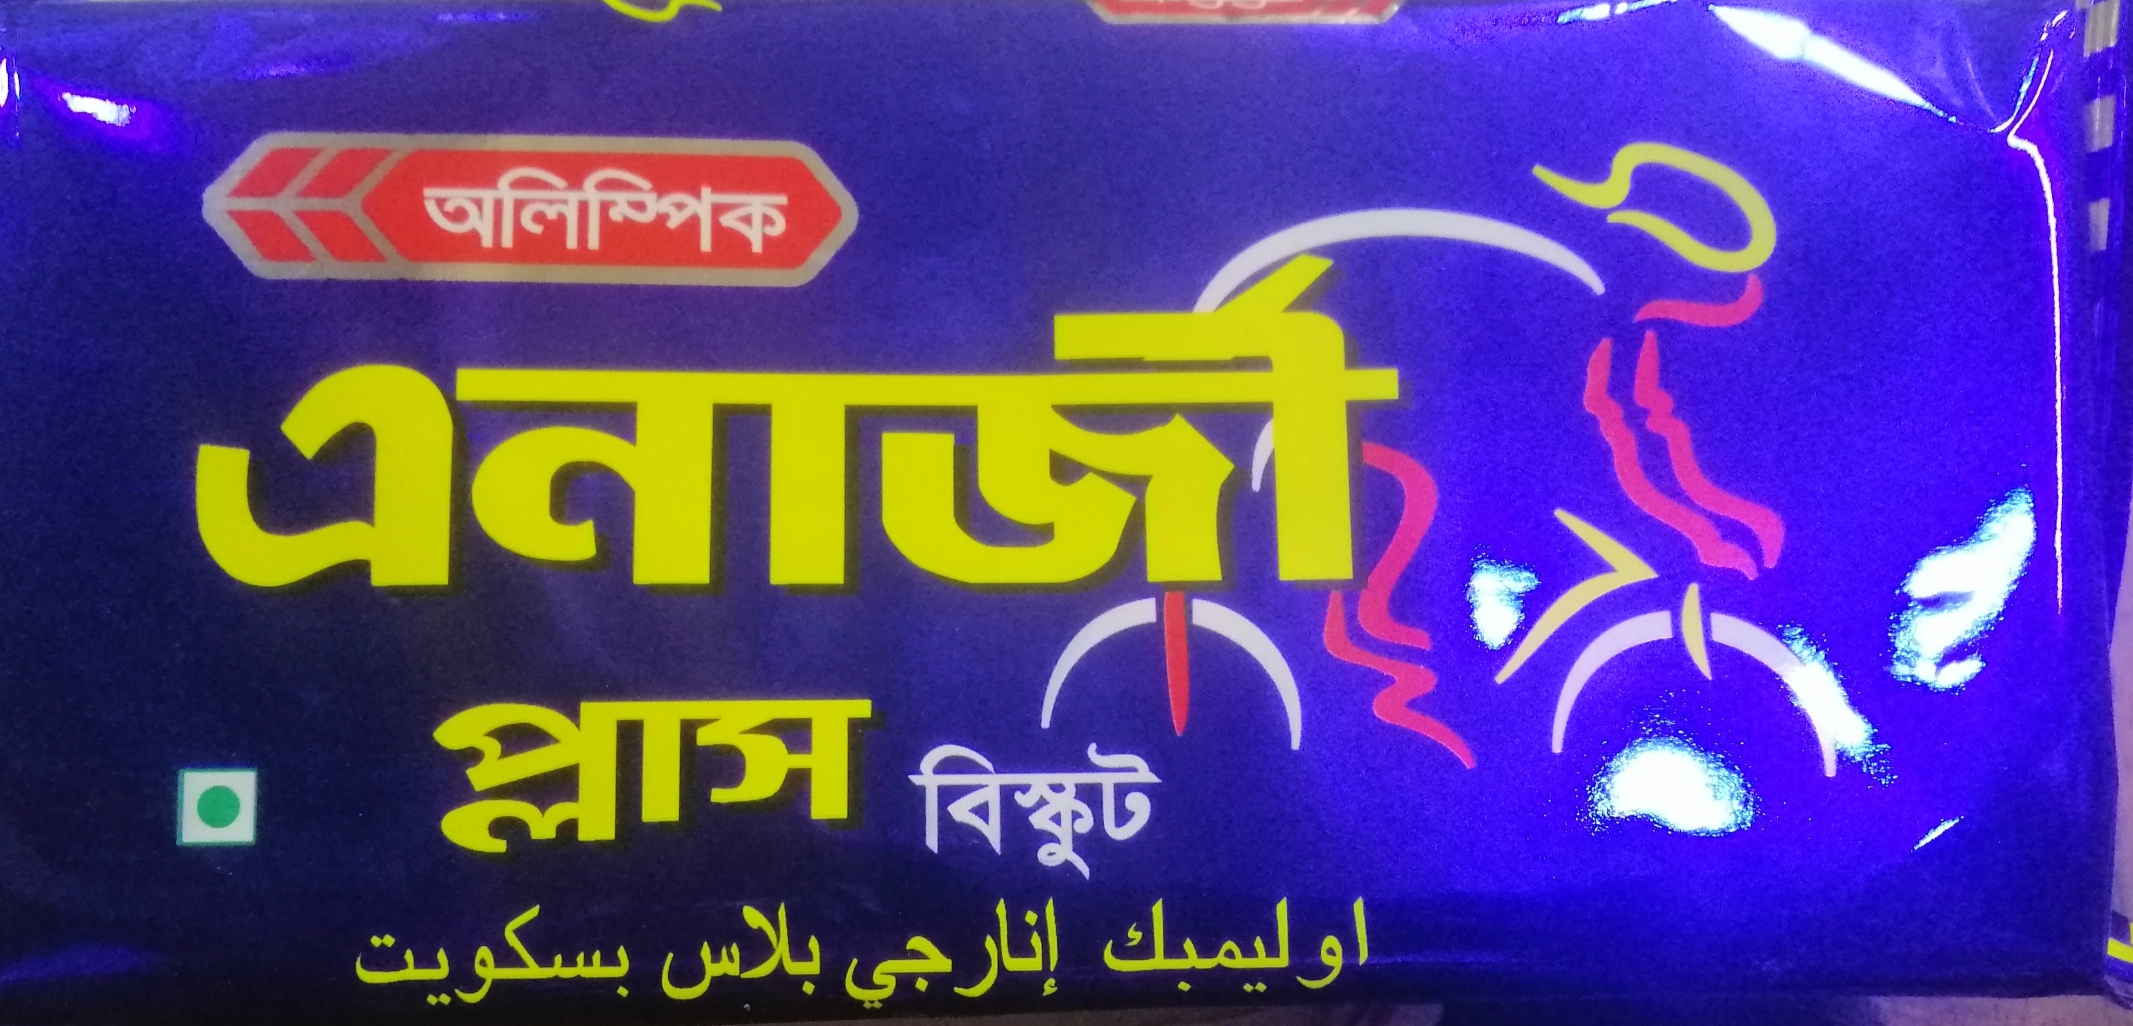 অলিম্পিক
এনার্জী
প্লাস
বিস্কুট
اوليمبك إنارجي بلاس بسكويت